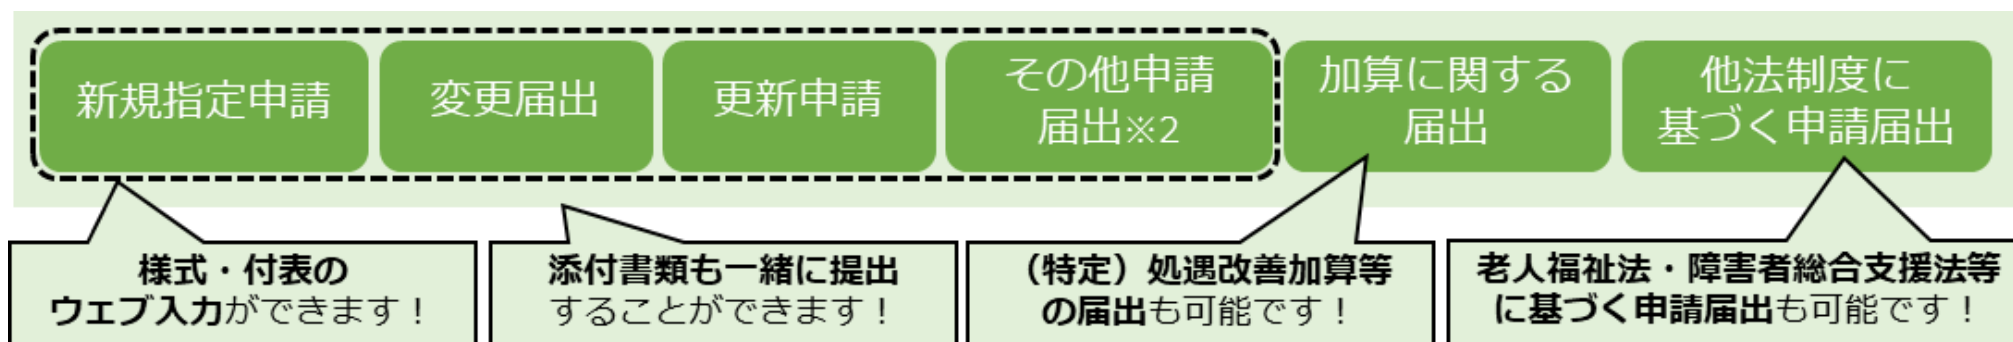 新規指定申請
変更届出
更新申請
その他申請
届出※2
加算に関する
届出
他法制度に
基づく申請届出
様式・付表の
ウェブ入力ができます！
添付書類も一緒に提出
することができます！
（特定）処遇改善加算等
の届出も可能です！
老人福祉法・障害者総合支援法等
に基づく申請届出も可能です！